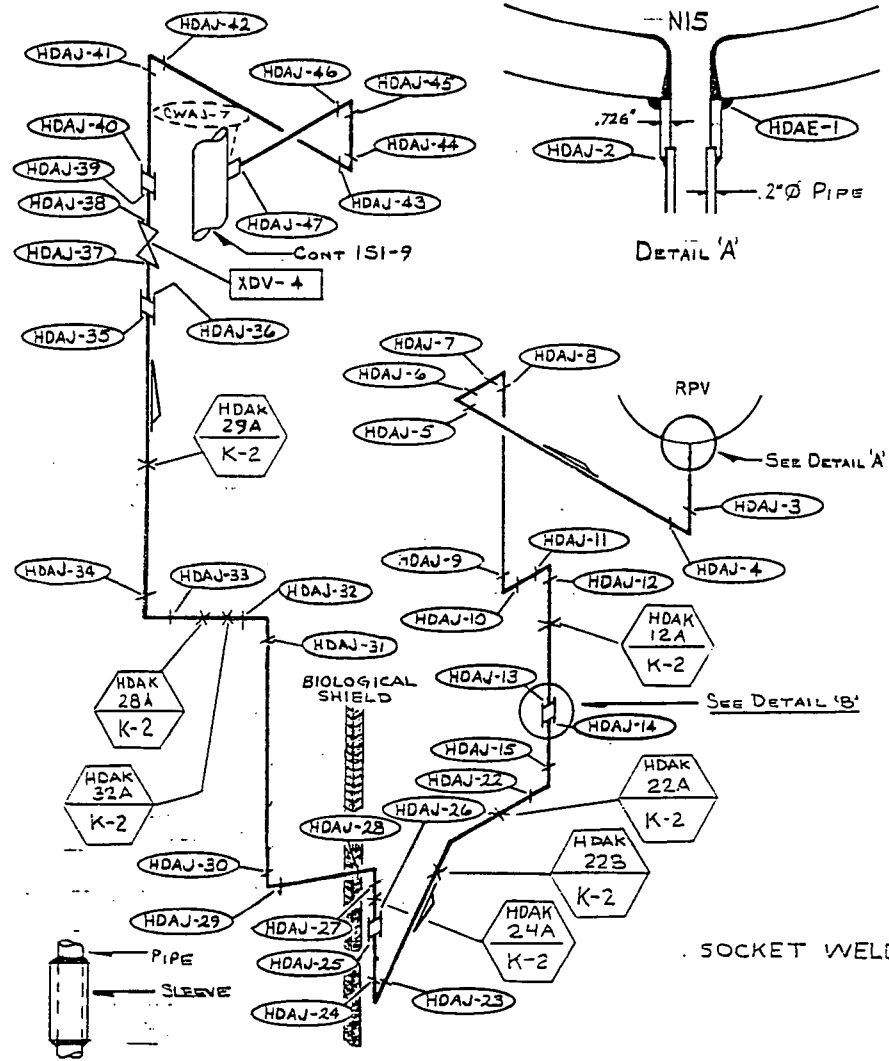 HDAJ-42
HDAJ-41
HDAJ-46
HDAJ-45
CWAJ-7
HDAJ-40
HDAJ-44
HDAJ-39
HDAJ-38
HDAJ-47
HDAJ-43
HDAJ-37
CONT ISI-9
XDV-4
HDAJ-35
HDAJ-36
N15
.726"
HDAE-1
HDAJ-2
.2"Ø PIPE
DETAIL 'A'
HDAJ-7
HDAJ-8
HDAJ-6
RPV
HDAJ-5
SEE DETAIL 'A'
HDAJ-3
HDAJ-4
HDAK
29A
K-2
HDAJ-34
HDAJ-33
HDAJ-32
HDAJ-31
HDAJ-9
HDAJ-11
HDAJ-12
HDAJ-10
HDAK
12A
K-2
HDAK
28A
K-2
BIOLOGICAL
SHIELD
HDAJ-13
SEE DETAIL 'B'
HDAJ-14
HDAJ-15
HDAJ-22
HDAK
32A
K-2
HDAK
22A
K-2
HDAJ-26
HDAJ-28
HDAK
22B
K-2
HDAJ-30
HDAJ-29
HDAJ-27
HDAK
24A
K-2
HDAJ-25
HDAJ-24
HDAJ-23
PIPE
SLEEVE
. SOCKET WELD